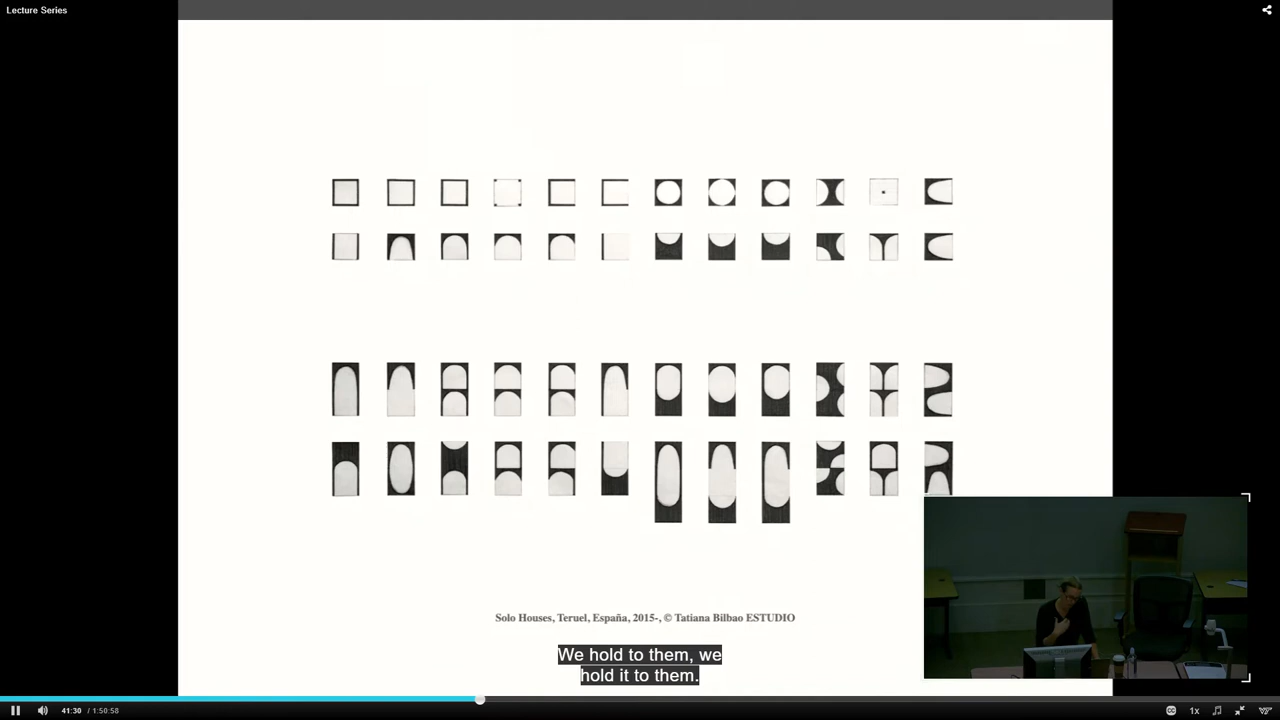 Lecture Series
Solo Houses, Teruel, España, 2015-, © Tatiana Bilbao ESTUDIO
We hold to them, we
hold it to them.
41:30 / 1:50:58
CC
1x